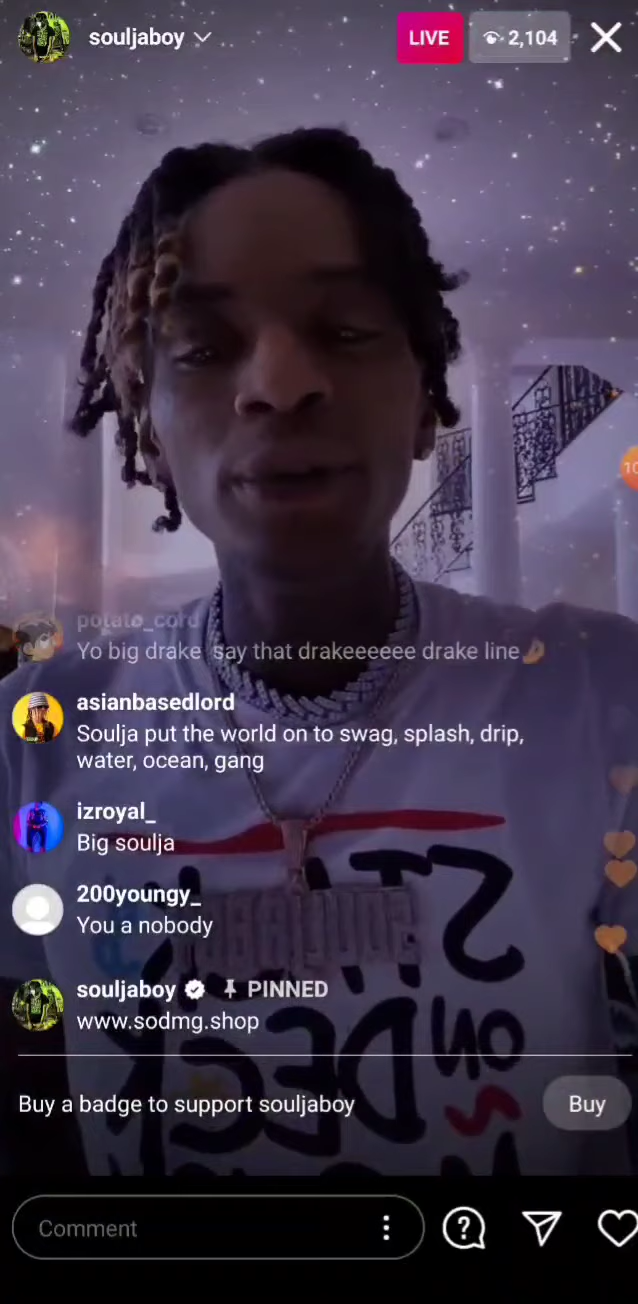 souljaboy
LIVE
2,104
potato_cord
Yo big drake say that drakeeeeee drake line
asianbasedlord
Soulja put the world on to swag, splash, drip,
water, ocean, gang
izroyal_
Big soulja
200youngy_
You a nobody
souljaboy PINNED
www.sodmg.shop
ON
DECK
Buy a badge to support souljaboy
Buy
Comment